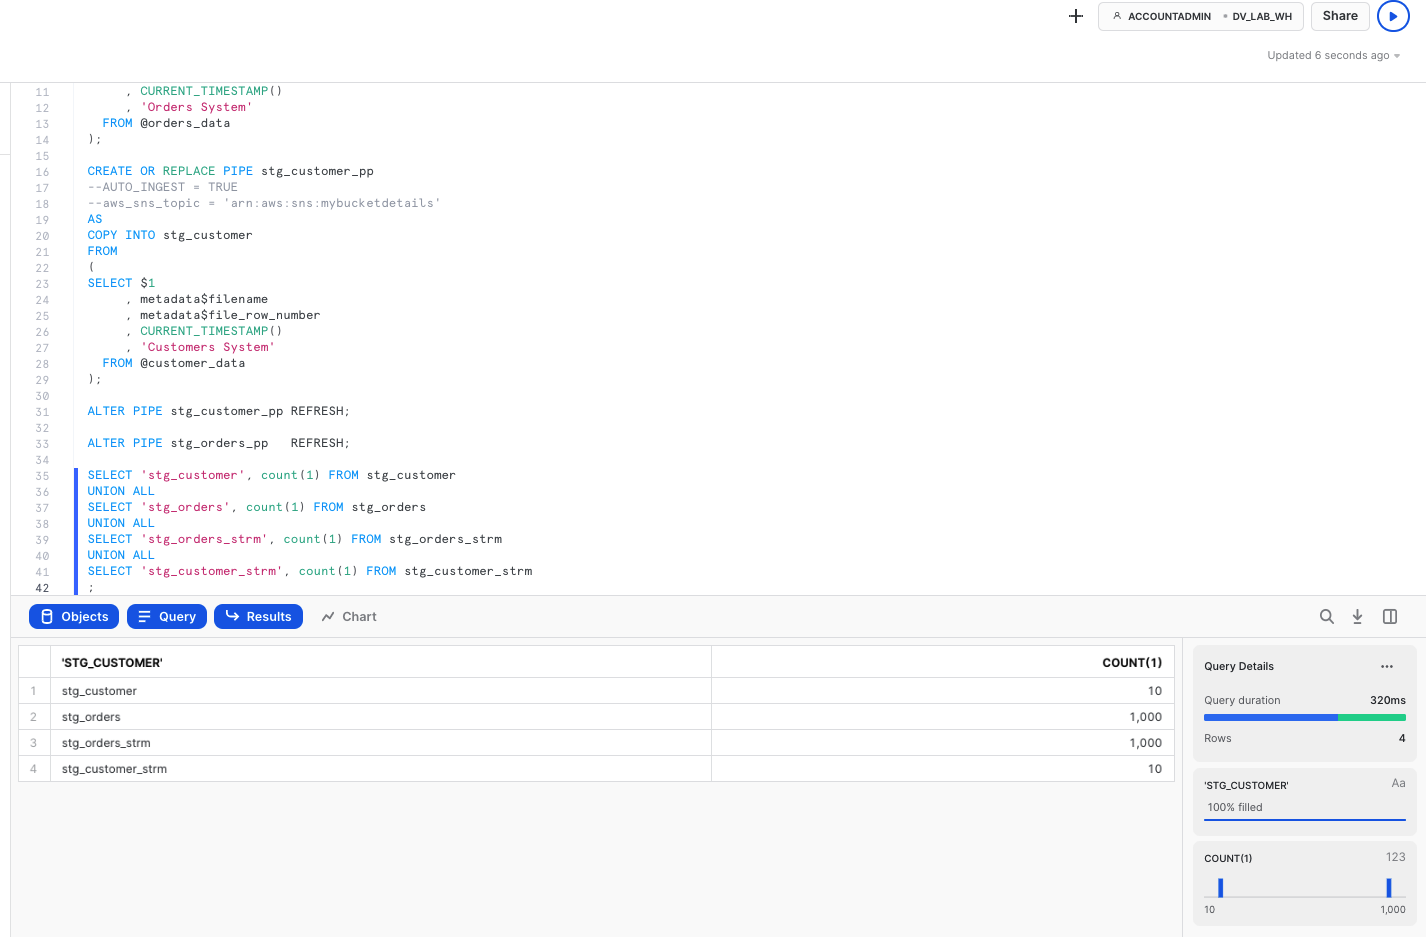 ACCOUNTADMIN DV_LAB_WH Share
Updated 6 seconds ago
11 , CURRENT_TIMESTAMP()
12 , 'Orders System'
13 FROM @orders_data
14 );
15
16 CREATE OR REPLACE PIPE stg_customer_pp
17 --AUTO_INGEST = TRUE
18 --aws_sns_topic = 'arn:aws:sns:mybucketdetails'
19 AS
20 COPY INTO stg_customer
21 FROM
22 (
23 SELECT $1
24 , metadata$filename
25 , metadata$file_row_number
26 , CURRENT_TIMESTAMP()
27 , 'Customers System'
28 FROM @customer_data
29 );
30
31 ALTER PIPE stg_customer_pp REFRESH;
32
33 ALTER PIPE stg_orders_pp   REFRESH;
34
35 SELECT 'stg_customer', count(1) FROM stg_customer
36 UNION ALL
37 SELECT 'stg_orders', count(1) FROM stg_orders
38 UNION ALL
39 SELECT 'stg_orders_strm', count(1) FROM stg_orders_strm
40 UNION ALL
41 SELECT 'stg_customer_strm', count(1) FROM stg_customer_strm
42 ;
Objects Query Results Chart
'STG_CUSTOMER' COUNT(1)
1 stg_customer 10
2 stg_orders 1,000
3 stg_orders_strm 1,000
4 stg_customer_strm 10
Query Details ...
Query duration 320ms
Rows 4
'STG_CUSTOMER' Aa
100% filled
COUNT(1) 123
10 1,000